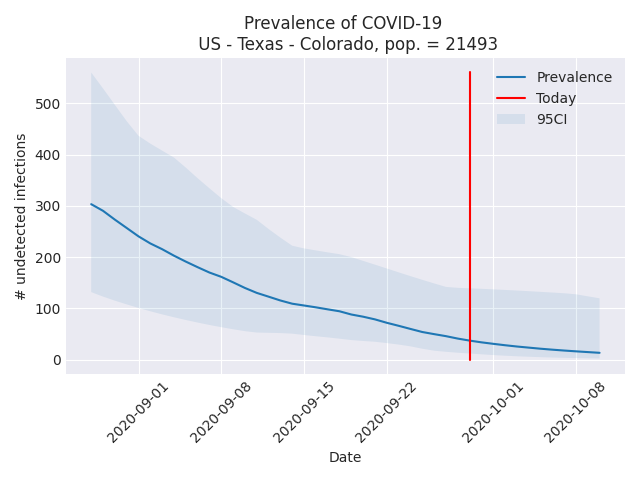 Prevalence of COVID-19
US - Texas - Colorado, pop. = 21493
Prevalence
Today
95CI
# undetected infections
500
400
300
200
100
0
2020-09-01
2020-09-08
2020-09-15
2020-09-22
2020-10-01
2020-10-08
Date